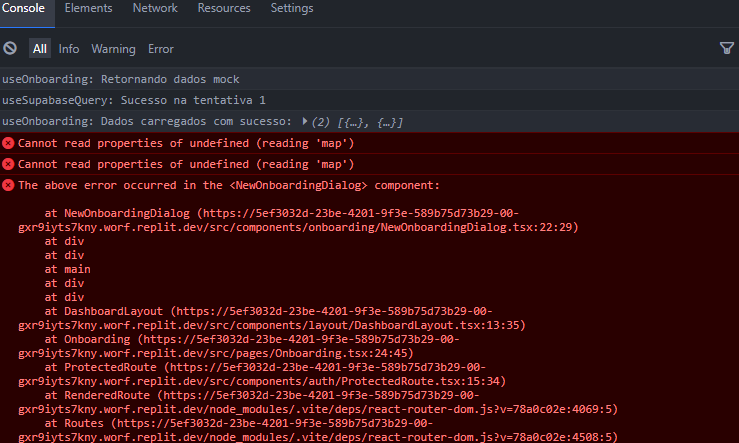 Console Elements Network Resources Settings
All Info Warning Error
useOnboarding: Retornando dados mock
useSupabaseQuery: Sucesso na tentativa 1
useOnboarding: Dados carregados com sucesso: ▶ (2) [{…}, {…}]
Cannot read properties of undefined (reading 'map')
Cannot read properties of undefined (reading 'map')
The above error occurred in the <NewOnboardingDialog> component:
at NewOnboardingDialog (https://5ef3032d-23be-4201-9f3e-589b75d73b29-00-
gxr9iyts7kny.worf.replit.dev/src/components/onboarding/NewOnboardingDialog.tsx:22:29)
at div
at div
at main
at div
at div
at DashboardLayout (https://5ef3032d-23be-4201-9f3e-589b75d73b29-00-
gxr9iyts7kny.worf.replit.dev/src/components/layout/DashboardLayout.tsx:13:35)
at Onboarding (https://5ef3032d-23be-4201-9f3e-589b75d73b29-00-
gxr9iyts7kny.worf.replit.dev/src/pages/Onboarding.tsx:24:45)
at ProtectedRoute (https://5ef3032d-23be-4201-9f3e-589b75d73b29-00-
gxr9iyts7kny.worf.replit.dev/src/components/auth/ProtectedRoute.tsx:15:34)
at RenderedRoute (https://5ef3032d-23be-4201-9f3e-589b75d73b29-00-
gxr9iyts7kny.worf.replit.dev/node_modules/.vite/deps/react-router-dom.js?v=78a0c02e:4069:5)
at Routes (https://5ef3032d-23be-4201-9f3e-589b75d73b29-00-
gxr9iyts7kny.worf.replit.dev/node_modules/.vite/deps/react-router-dom.js?v=78a0c02e:4508:5)